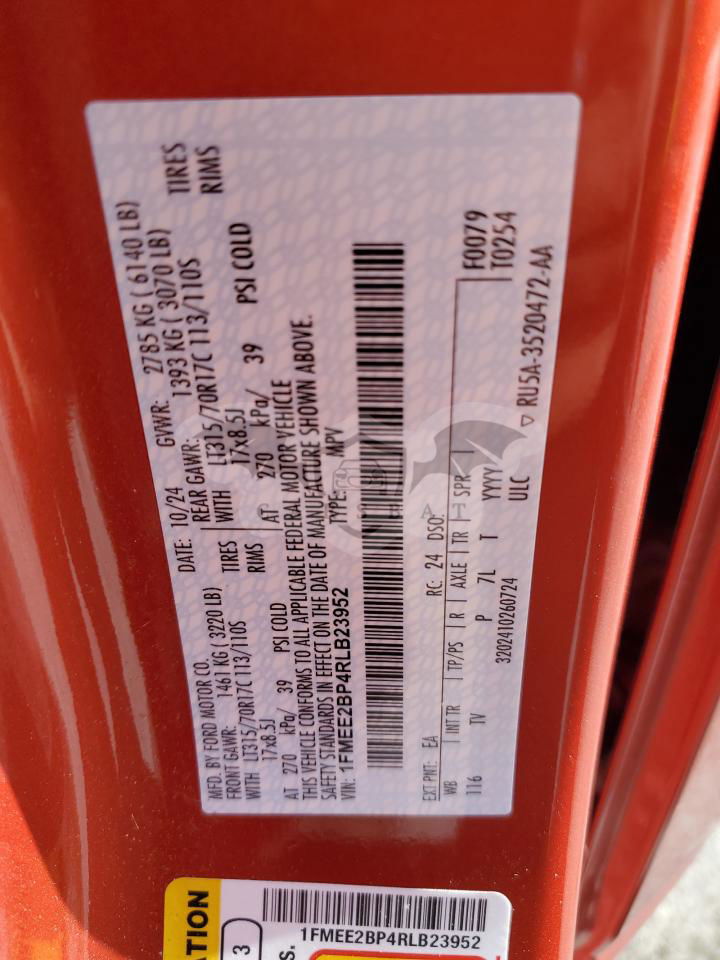 MFD. BY FORD MOTOR CO.
DATE: 10/24 GVWR: 2785 KG ( 6140 LB)
FRONT GAWR: 1461 KG ( 3220 LB) REAR GAWR: 1393 KG ( 3070 LB)
WITH LT315/70R17C 113/110S TIRES WITH LT315/70R17C 113/110S TIRES
17x8.5J RIMS 17x8.5J RIMS
AT 270 kPa/ 39 PSI COLD AT 270 kPa/ 39 PSI COLD
THIS VEHICLE CONFORMS TO ALL APPLICABLE FEDERAL MOTOR VEHICLE
SAFETY STANDARDS IN EFFECT ON THE DATE OF MANUFACTURE SHOWN ABOVE.
VIN: 1FMEE2BP4RLB23952 TYPE: MPV
EXT PNT: EA RC: 24 DSO: F0079
WB INT TR TP/PS R AXLE TR SPR T0254
116 TV P 7L T YYYY
ULC
3202410260724 RU5A-3520472-AA
SBAT
ATION
3
S.
1FMEE2BP4RLB23952